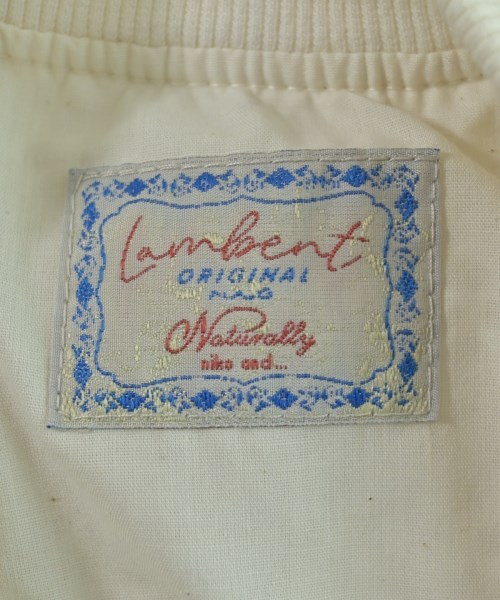 Lambent
ORIGINAL
Naturally
niko and...